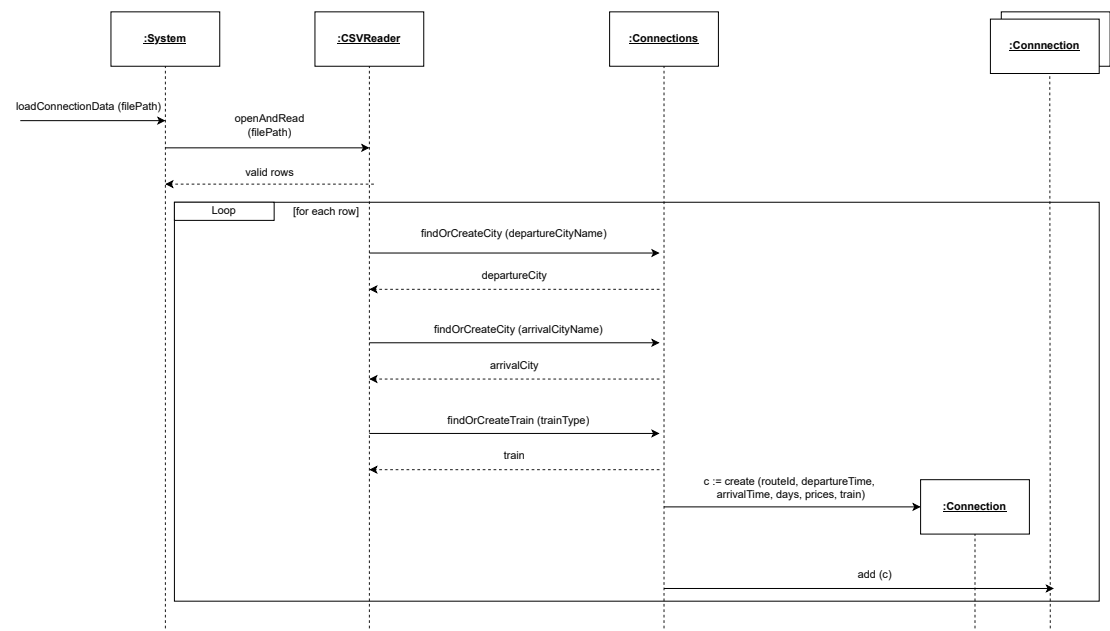 :System
:CSVReader
:Connections
:Connnection
loadConnectionData (filePath)
openAndRead
(filePath)
valid rows
Loop
[for each row]
findOrCreateCity (departureCityName)
departureCity
findOrCreateCity (arrivalCityName)
arrivalCity
findOrCreateTrain (trainType)
train
c := create (routeId, departureTime,
arrivalTime, days, prices, train)
:Connection
add (c)